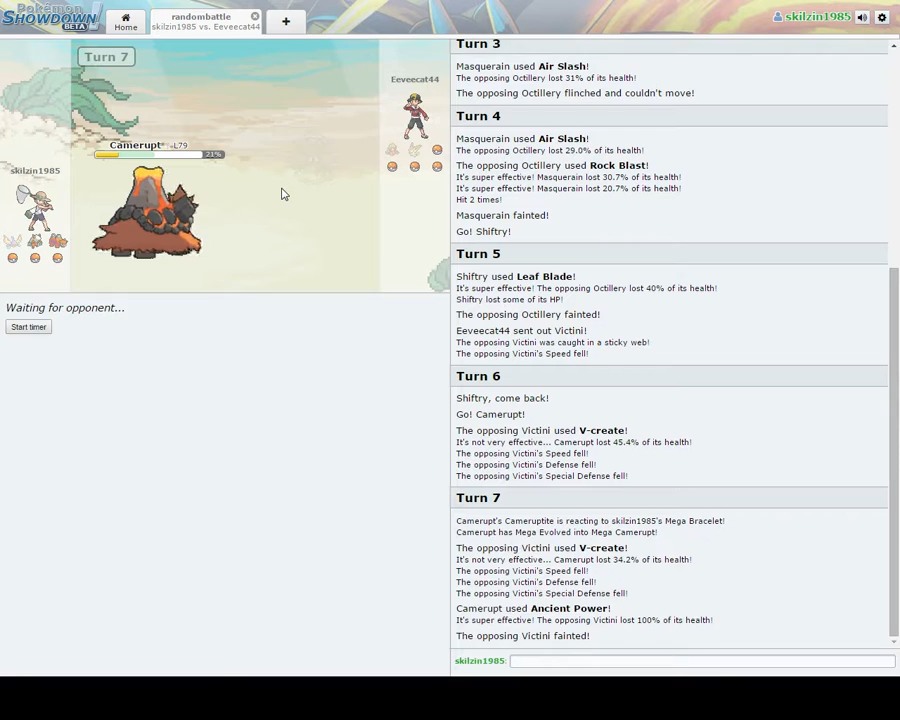 Pokémon
SHOWDOWN
BETA
Home
randombattle
skilzin1985 vs. Eeveecat44
skilzin1985
Turn 7
Eeveecat44
Camerupt L79
21%
skilzin1985
Waiting for opponent...
Start timer
Turn 3
Masquerain used Air Slash!
The opposing Octillery lost 31% of its health!
The opposing Octillery flinched and couldn't move!
Turn 4
Masquerain used Air Slash!
The opposing Octillery lost 29.0% of its health!
The opposing Octillery used Rock Blast!
It's super effective! Masquerain lost 30.7% of its health!
It's super effective! Masquerain lost 20.7% of its health!
Hit 2 times!
Masquerain fainted!
Go! Shiftry!
Turn 5
Shiftry used Leaf Blade!
It's super effective! The opposing Octillery lost 40% of its health!
Shiftry lost some of its HP!
The opposing Octillery fainted!
Eeveecat44 sent out Victini!
The opposing Victini was caught in a sticky web!
The opposing Victini's Speed fell!
Turn 6
Shiftry, come back!
Go! Camerupt!
The opposing Victini used V-create!
It's not very effective... Camerupt lost 45.4% of its health!
The opposing Victini's Speed fell!
The opposing Victini's Defense fell!
The opposing Victini's Special Defense fell!
Turn 7
Camerupt's Cameruptite is reacting to skilzin1985's Mega Bracelet!
Camerupt has Mega Evolved into Mega Camerupt!
The opposing Victini used V-create!
It's not very effective... Camerupt lost 34.2% of its health!
The opposing Victini's Speed fell!
The opposing Victini's Defense fell!
The opposing Victini's Special Defense fell!
Camerupt used Ancient Power!
It's super effective! The opposing Victini lost 100% of its health!
The opposing Victini fainted!
skilzin1985: